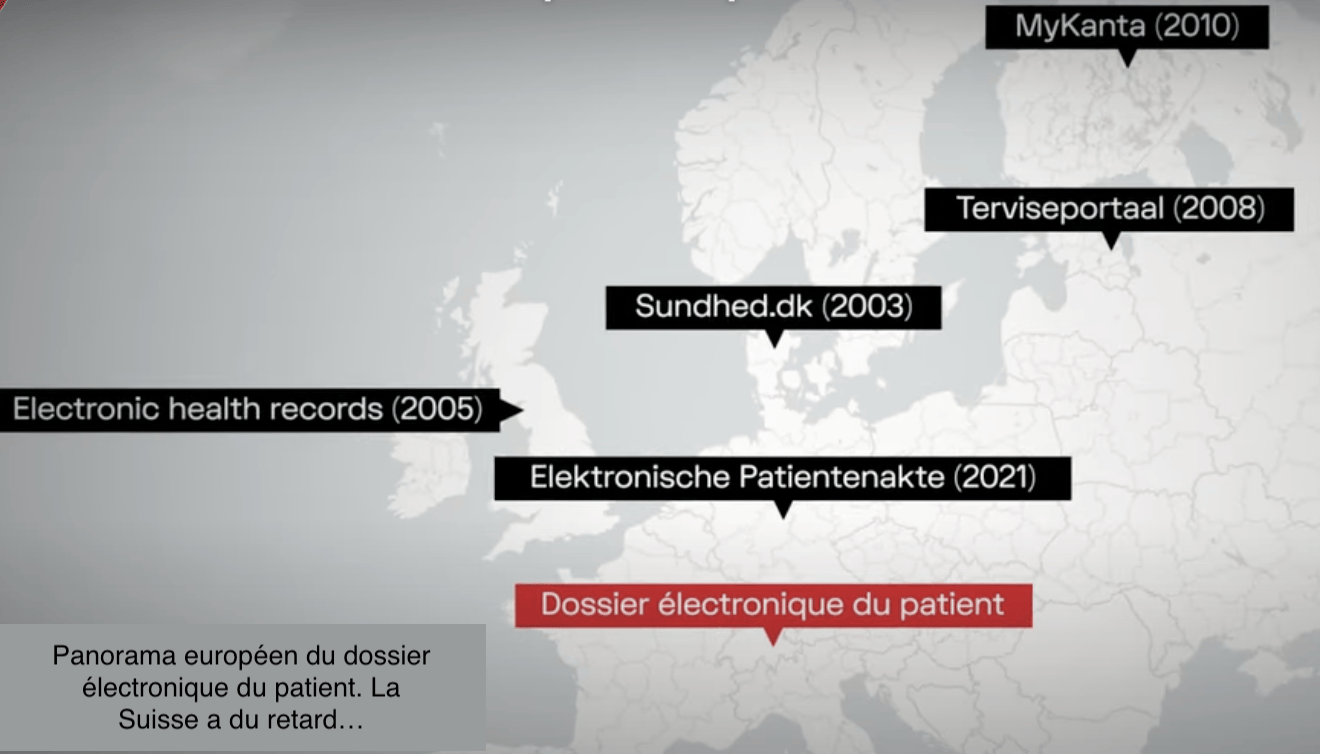 MyKanta (2010)
Terviseportaal (2008)
Sundhed.dk (2003)
Electronic health records (2005)
Elektronische Patientenakte (2021)
Dossier électronique du patient
Panorama européen du dossier
électronique du patient. La
Suisse a du retard…